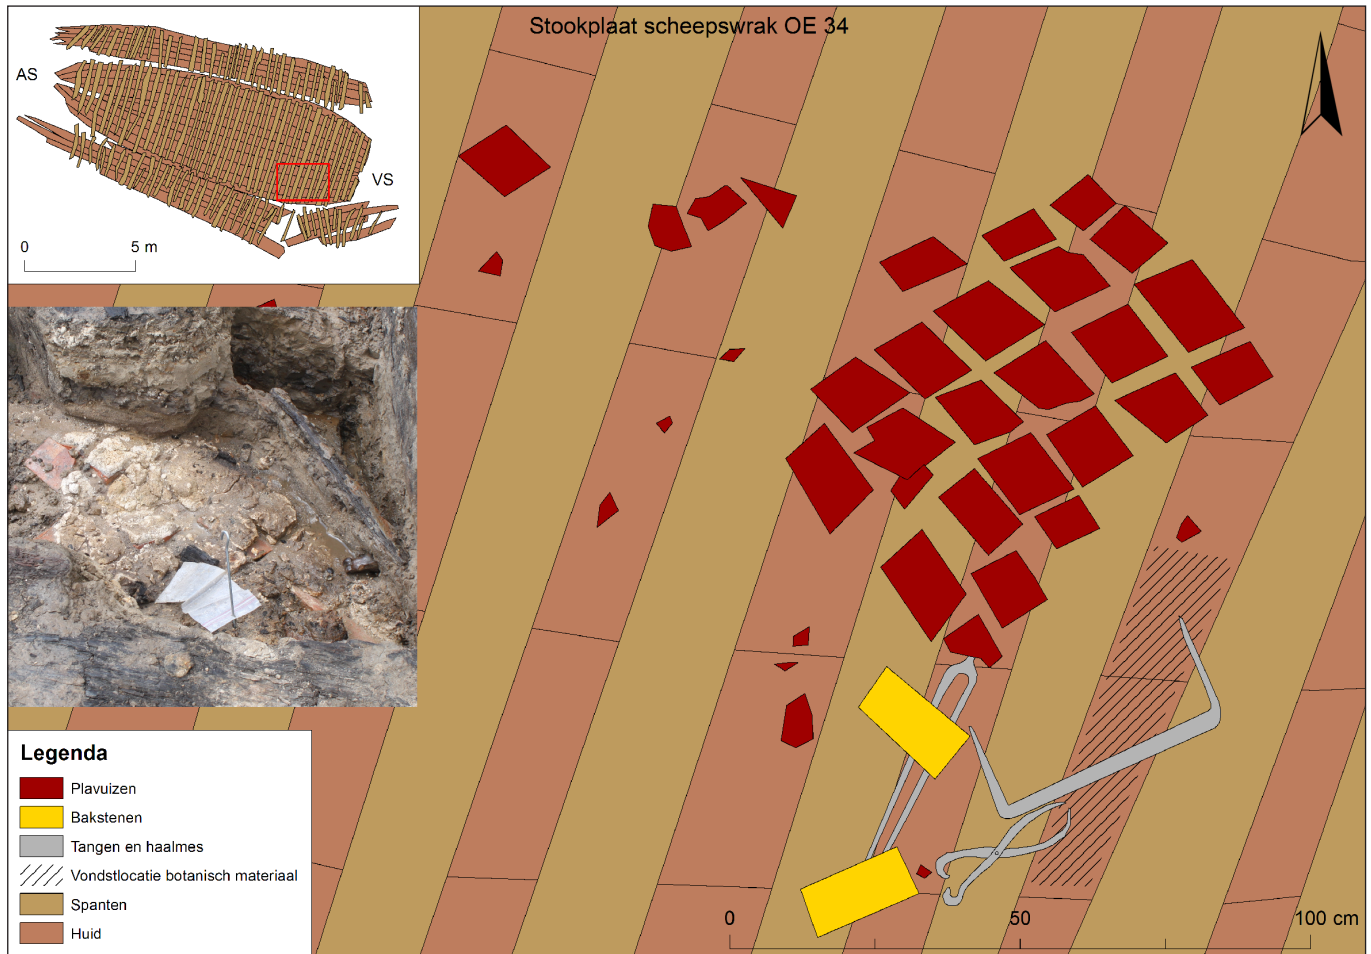 Stookplaat scheepswrak OE 34
AS
VS
0 5 m
Legenda
Plavuizen
Bakstenen
Tangen en haalmes
Vondstlocatie botanisch materiaal
Spanten
Huid
0 50 100 cm